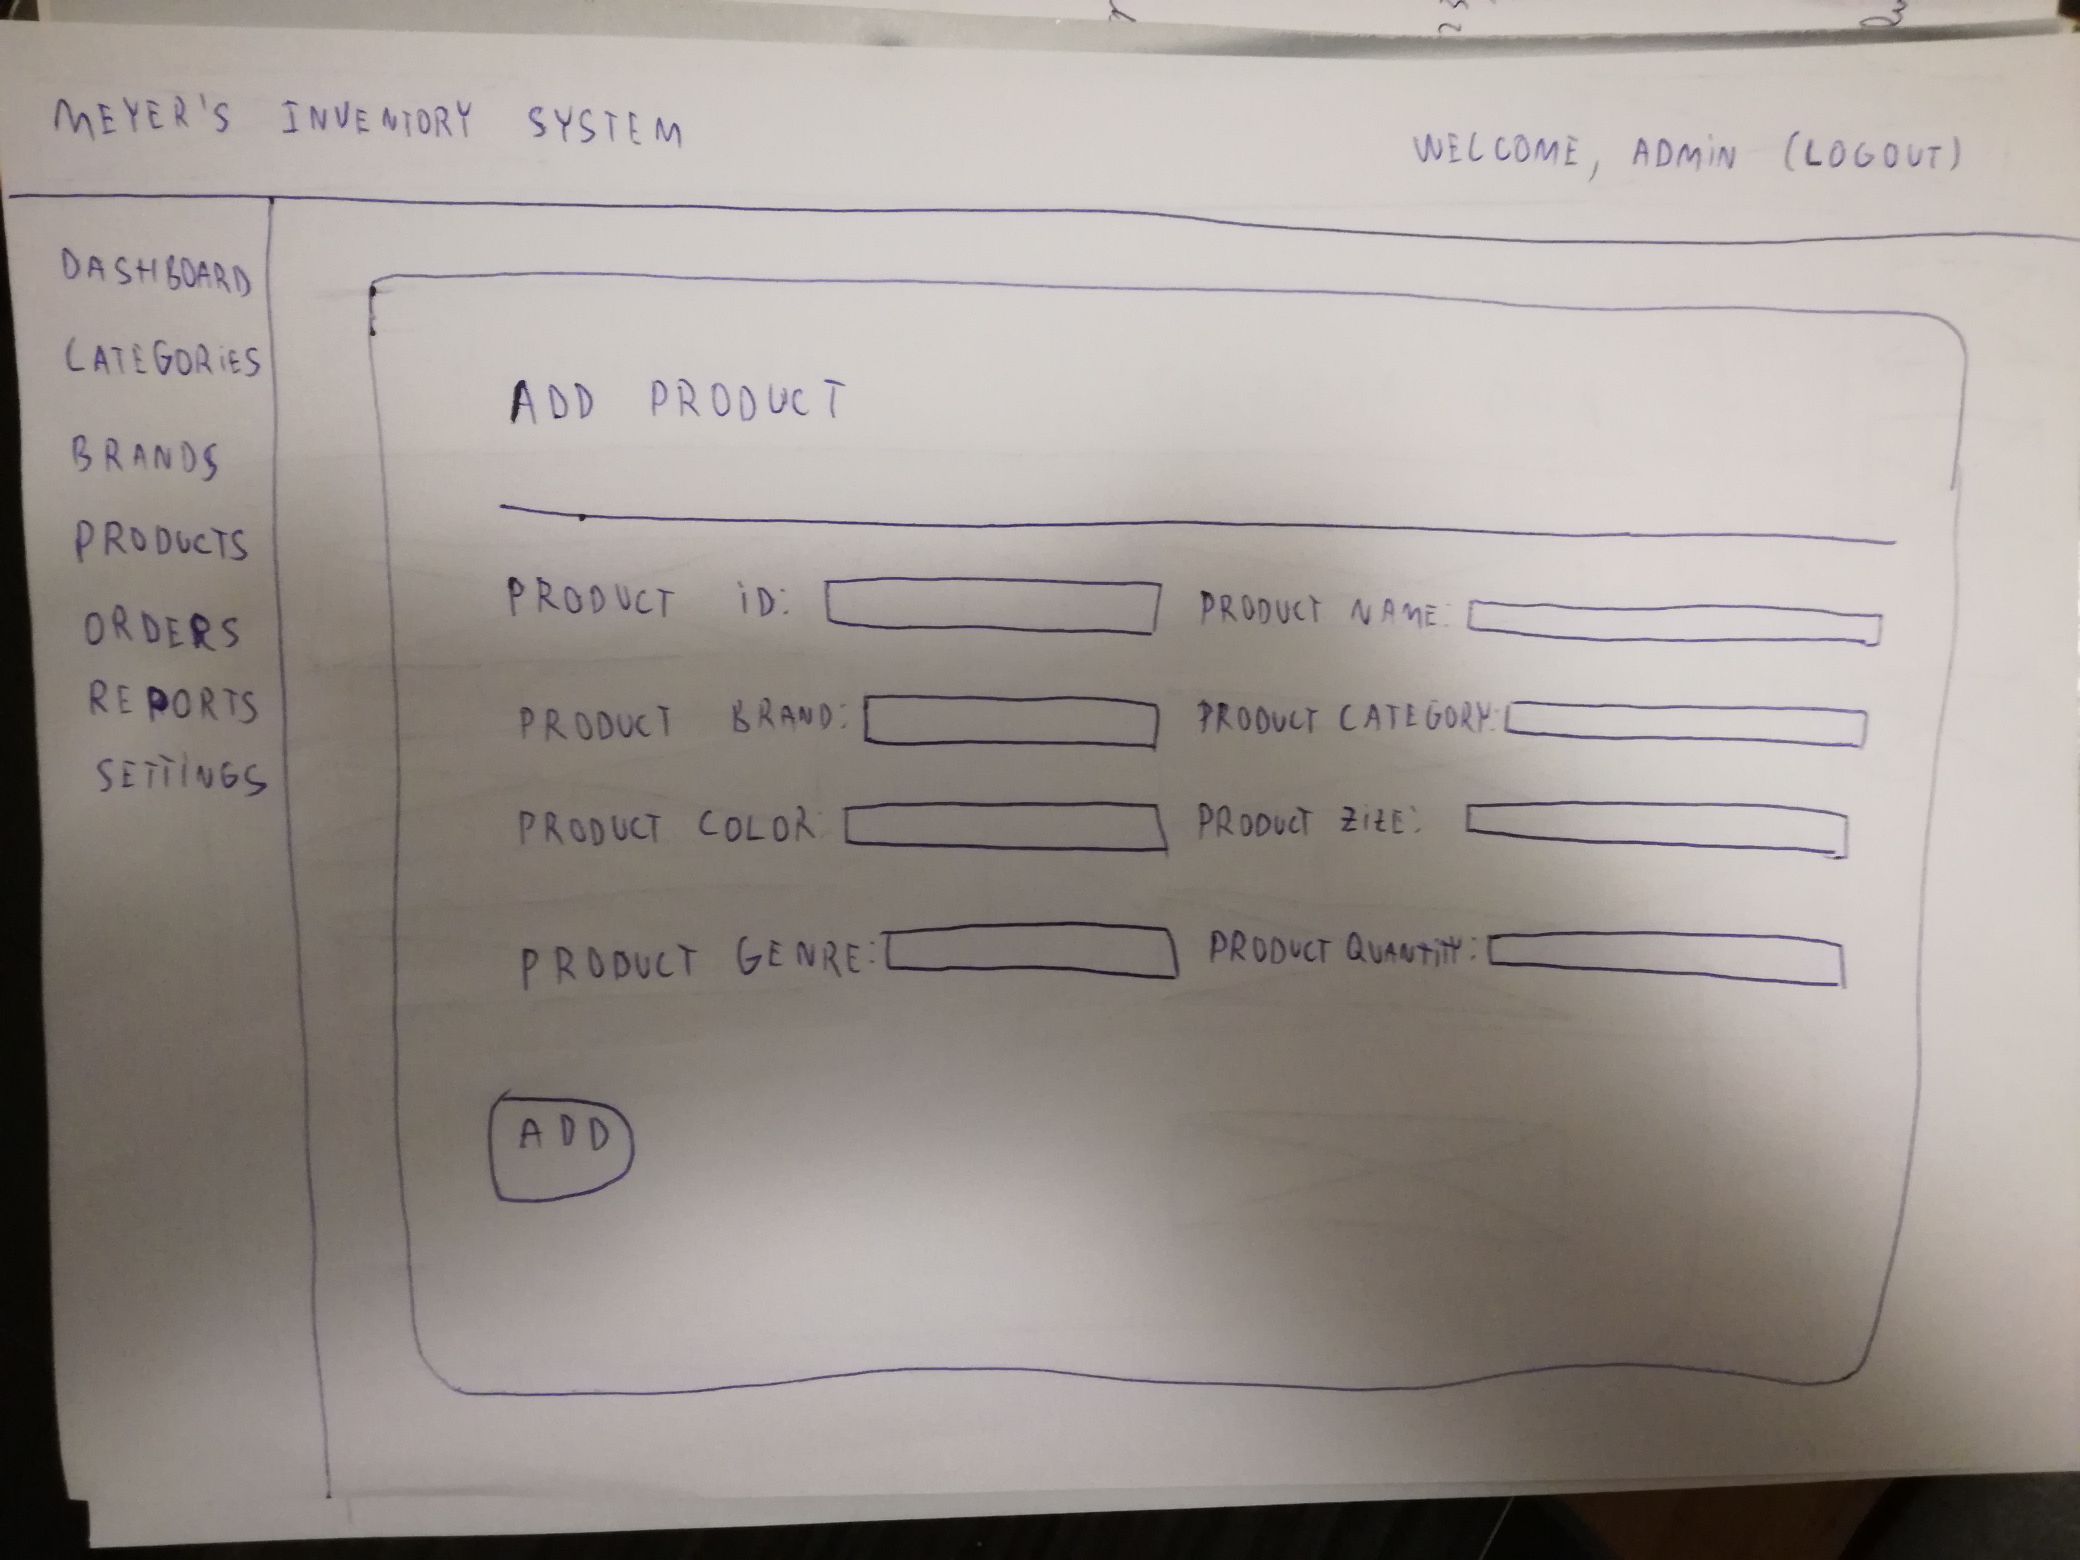 MEYER'S INVENTORY SYSTEM
WELCOME, ADMIN (LOGOUT)
DASHBOARD
CATEGORIES
BRANDS
PRODUCTS
ORDERS
REPORTS
SETTINGS
ADD PRODUCT
PRODUCT ID: PRODUCT NAME:
PRODUCT BRAND: PRODUCT CATEGORY:
PRODUCT COLOR: PRODUCT ZIZE:
PRODUCT GENRE: PRODUCT QUANTITY:
ADD